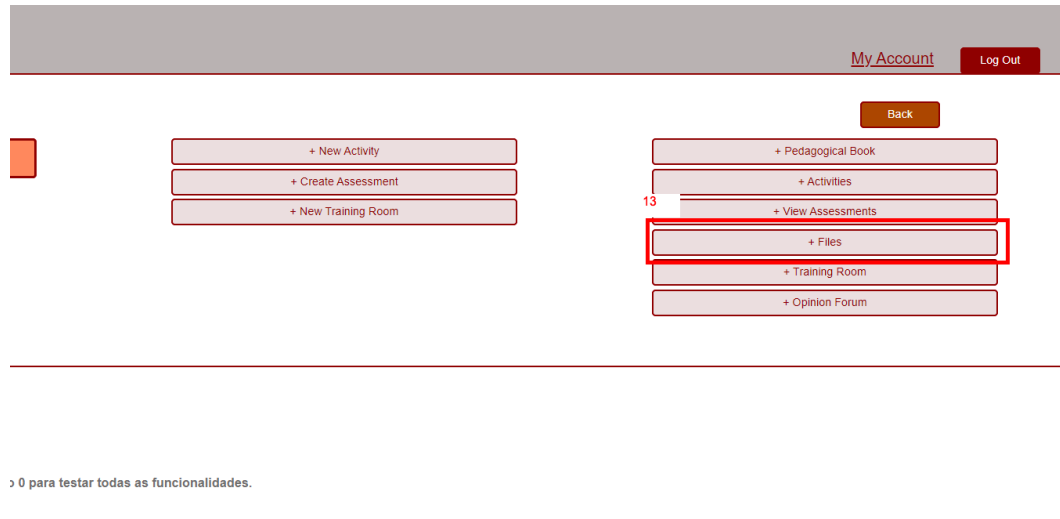 My Account
Log Out
Back
+ New Activity
+ Create Assessment
+ New Training Room
+ Pedagogical Book
+ Activities
13
+ View Assessments
+ Files
+ Training Room
+ Opinion Forum
o 0 para testar todas as funcionalidades.